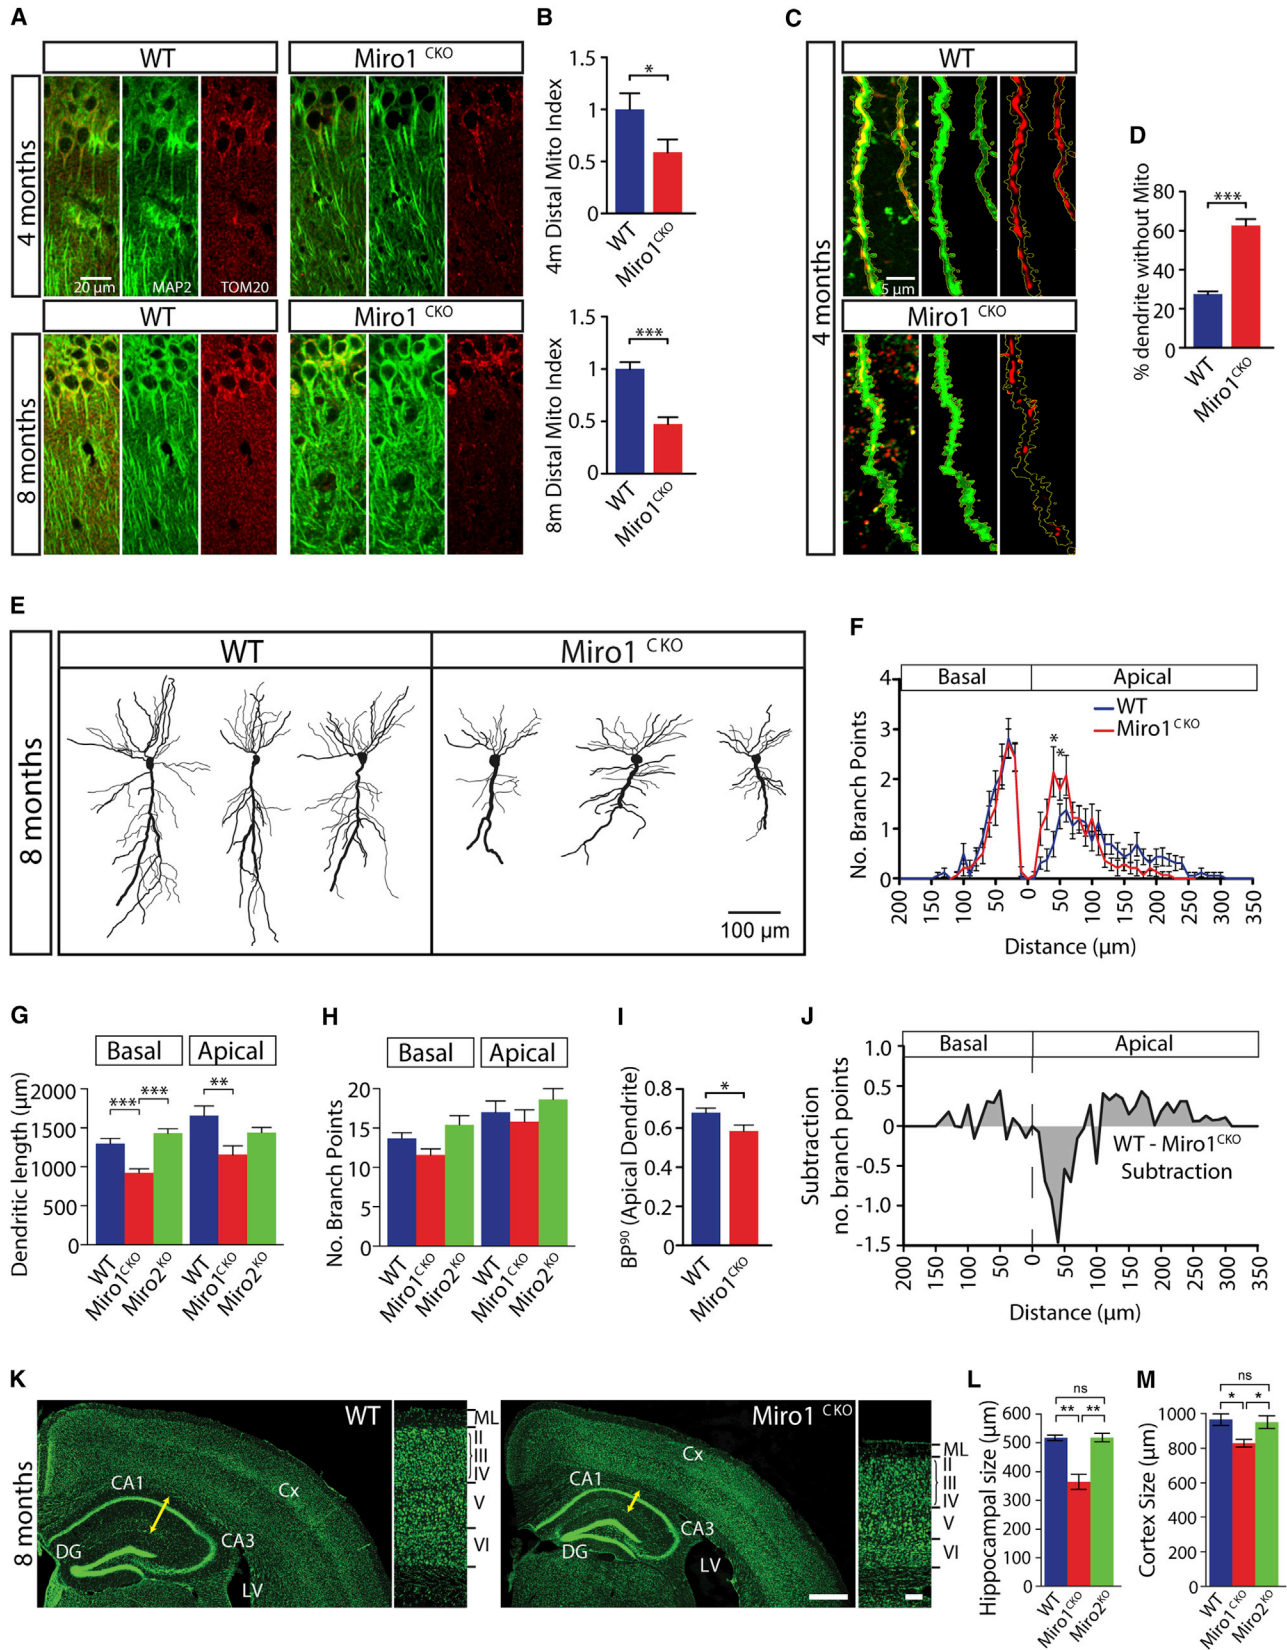 A
WT
Miro1 CKO
4 months
20 µm
MAP2
TOM20
WT
Miro1 CKO
8 months
B
4m Distal Mito Index
1.5
1
0.5
0
*
WT
Miro1CKO
8m Distal Mito Index
1.5
1
0.5
0
***
WT
Miro1CKO
C
4 months
WT
5 µm
Miro1 CKO
D
% dendrite without Mito
80
60
40
20
0
***
WT
Miro1CKO
E
8 months
WT
Miro1 CKO
100 µm
F
Basal
Apical
No. Branch Points
4
3
2
1
0
WT
Miro1CKO
*
*
200 150 100 50 0 50 100 150 200 250 300 350
Distance (µm)
G
Basal
Apical
Dendritic length (µm)
2000
1500
1000
500
0
*** ***
**
WT
Miro1CKO
Miro2KO
WT
Miro1CKO
Miro2KO
H
Basal
Apical
No. Branch Points
20
15
10
5
0
WT
Miro1CKO
Miro2KO
WT
Miro1CKO
Miro2KO
I
BP90 (Apical Dendrite)
0.8
0.6
0.4
0.2
0
*
WT
Miro1CKO
J
Basal
Apical
Subtraction
no. branch points
1.0
0.5
0
-0.5
-1.0
-1.5
WT - Miro1CKO
Subtraction
200 150 100 50 0 50 100 150 200 250 300 350
Distance (µm)
K
8 months
WT
CA1
Cx
CA3
DG
LV
ML
II
III
IV
V
VI
Miro1 CKO
CA1
Cx
CA3
DG
LV
ML
II
III
IV
V
VI
L
Hippocampal size (µm)
600
500
400
300
200
100
0
ns
** **
WT
Miro1CKO
Miro2KO
M
Cortex Size (µm)
1000
800
600
400
200
0
ns
* *
WT
Miro1CKO
Miro2KO